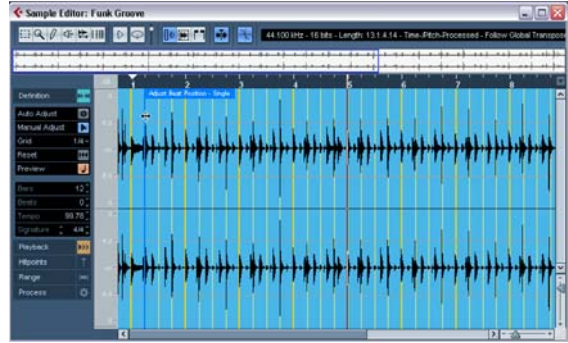 Sample Editor: Funk Groove
44.100 kHz - 16 bits - Length: 13.1.4.14 - Time-/Pitch-Processed - Follow Global Transpose
1 2 3 4 5 6 7 8
Adjust Beat Position - Single
Definition
Auto Adjust
Manual Adjust
Grid 1/4
Reset
Preview
Bars 12
Beats 0
Tempo 99.78
Signature 4/4
Playback
Hitpoints
Range
Process